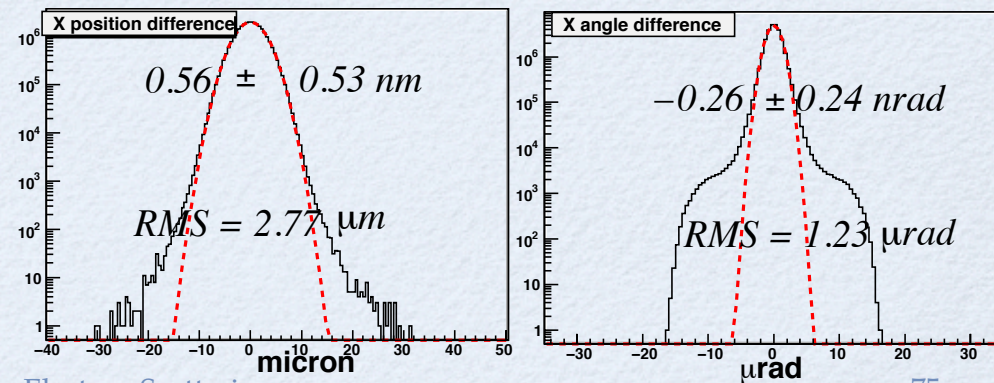 X position difference
10⁶
10⁵
10⁴
10³
10²
10
1
0.56 ± 0.53 nm
RMS = 2.77 μm
−40 −30 −20 −10 0 10 20 30 40 50
micron
X angle difference
10⁶
10⁵
10⁴
10³
10²
10
1
−0.26 ± 0.24 nrad
RMS = 1.23 μrad
−30 −20 −10 0 10 20 30
μrad